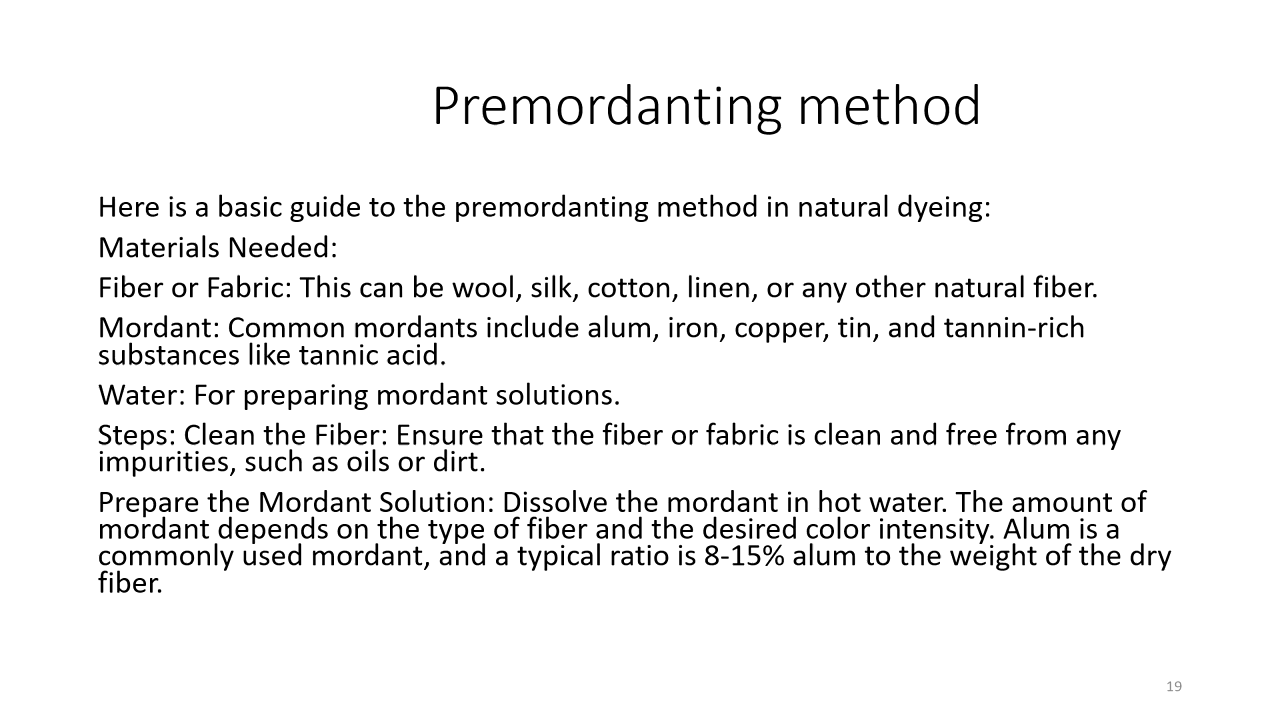 Premordanting method
Here is a basic guide to the premordanting method in natural dyeing:
Materials Needed:
Fiber or Fabric: This can be wool, silk, cotton, linen, or any other natural fiber.
Mordant: Common mordants include alum, iron, copper, tin, and tannin-rich
substances like tannic acid.
Water: For preparing mordant solutions.
Steps: Clean the Fiber: Ensure that the fiber or fabric is clean and free from any
impurities, such as oils or dirt.
Prepare the Mordant Solution: Dissolve the mordant in hot water. The amount of
mordant depends on the type of fiber and the desired color intensity. Alum is a
commonly used mordant, and a typical ratio is 8-15% alum to the weight of the dry
fiber.
19